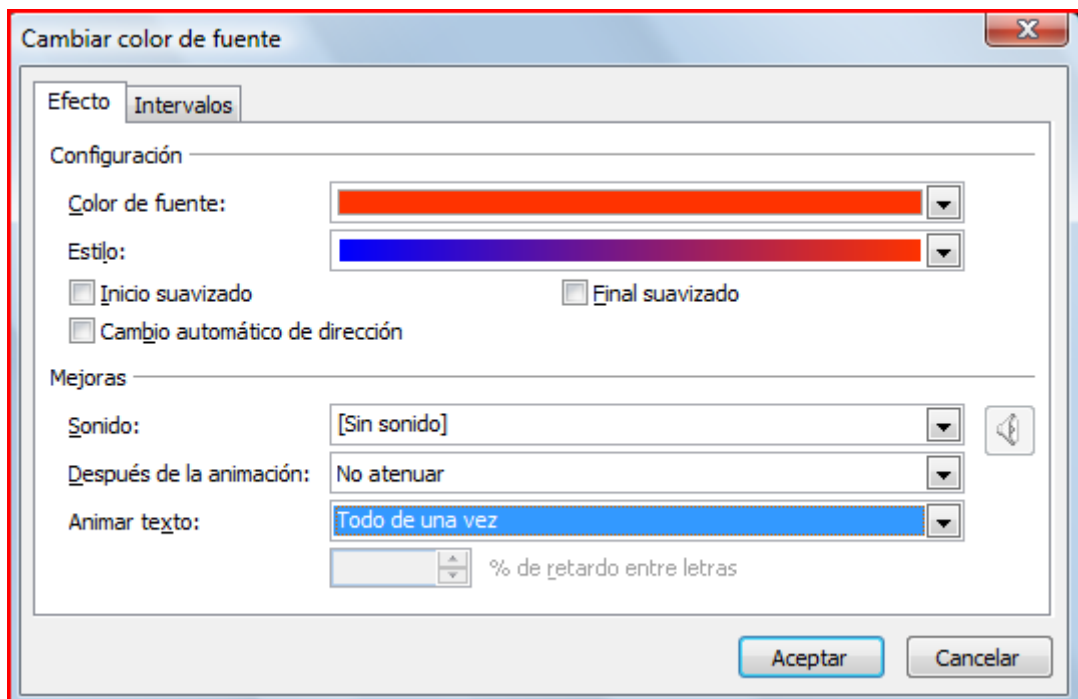 Cambiar color de fuente
Efecto Intervalos
Configuración
Color de fuente:
Estilo:
Inicio suavizado Final suavizado
Cambio automático de dirección
Mejoras
Sonido: [Sin sonido]
Después de la animación: No atenuar
Animar texto: Todo de una vez
% de retardo entre letras
Aceptar Cancelar